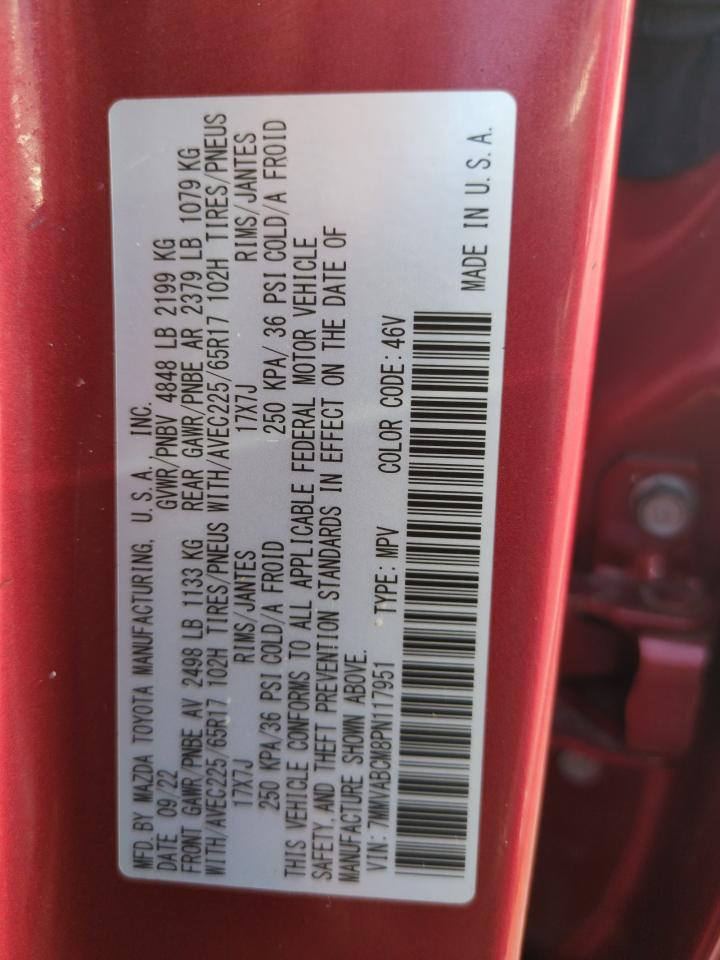 MFD. BY MAZDA TOYOTA MANUFACTURING, U.S.A., INC.
DATE 09/22 GVWR/PNBV 4848 LB 2199 KG
FRONT GAWR/PNBE AV 2498 LB 1133 KG REAR GAWR/PNBE AR 2379 LB 1079 KG
WITH/AVEC225/65R17 102H TIRES/PNEUS WITH/AVEC225/65R17 102H TIRES/PNEUS
17X7J RIMS/JANTES 17X7J RIMS/JANTES
250 KPA/36 PSI COLD/A FROID 250 KPA/ 36 PSI COLD/A FROID
THIS VEHICLE CONFORMS TO ALL APPLICABLE FEDERAL MOTOR VEHICLE
SAFETY, AND THEFT PREVENTION STANDARDS IN EFFECT ON THE DATE OF
MANUFACTURE SHOWN ABOVE.
VIN: 7MMVABCM8PN117951 TYPE: MPV COLOR CODE: 46V
MADE IN U.S.A.